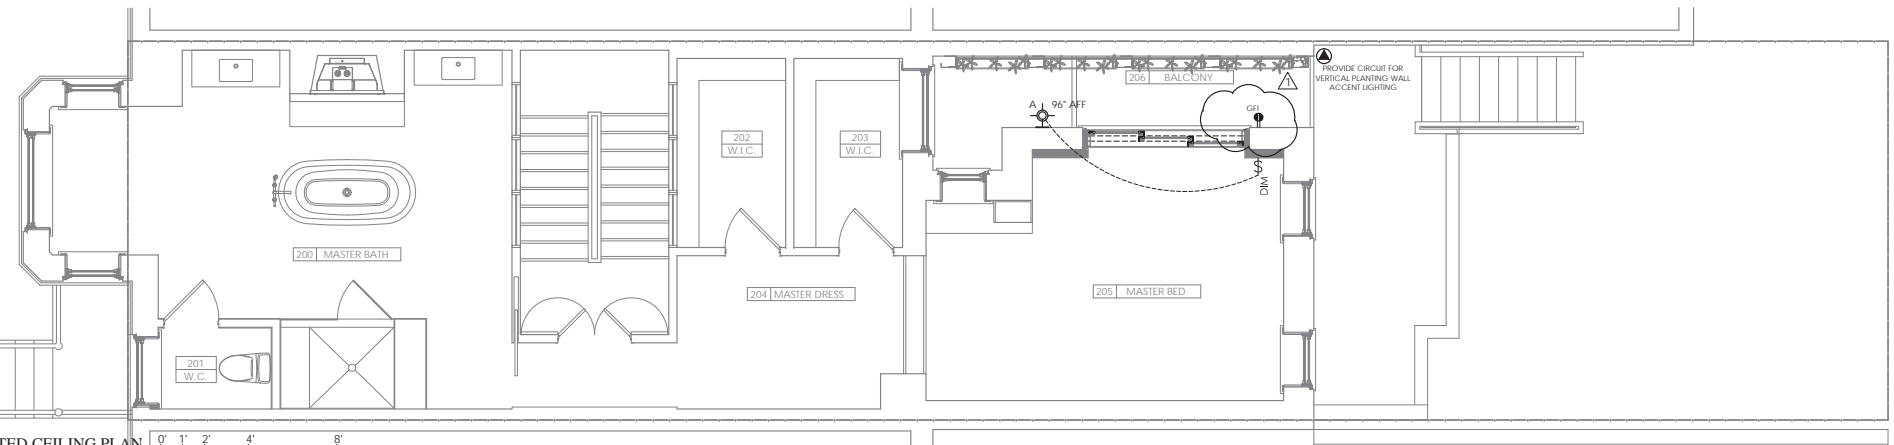 PROVIDE CIRCUIT FOR
VERTICAL PLANTING WALL
ACCENT LIGHTING
206 BALCONY
1
A 96" AFF
GFI
202
W.I.C.
203
W.I.C.
$
DIM
200 MASTER BATH
204 MASTER DRESS
205 MASTER BED
201
W.C.
TED CEILING PLAN
0' 1' 2' 4' 8'